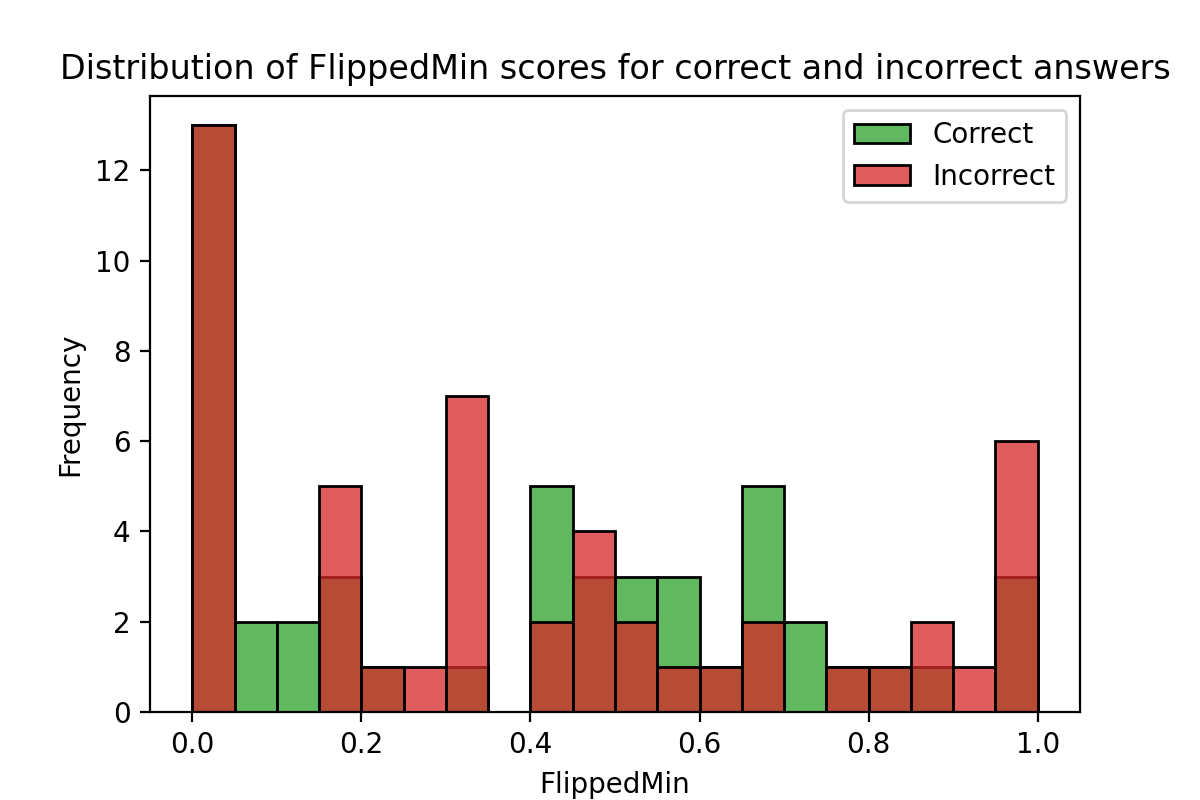 Distribution of FlippedMin scores for correct and incorrect answers
Correct
Incorrect
12
10
8
6
4
2
0
Frequency
0.0 0.2 0.4 0.6 0.8 1.0
FlippedMin